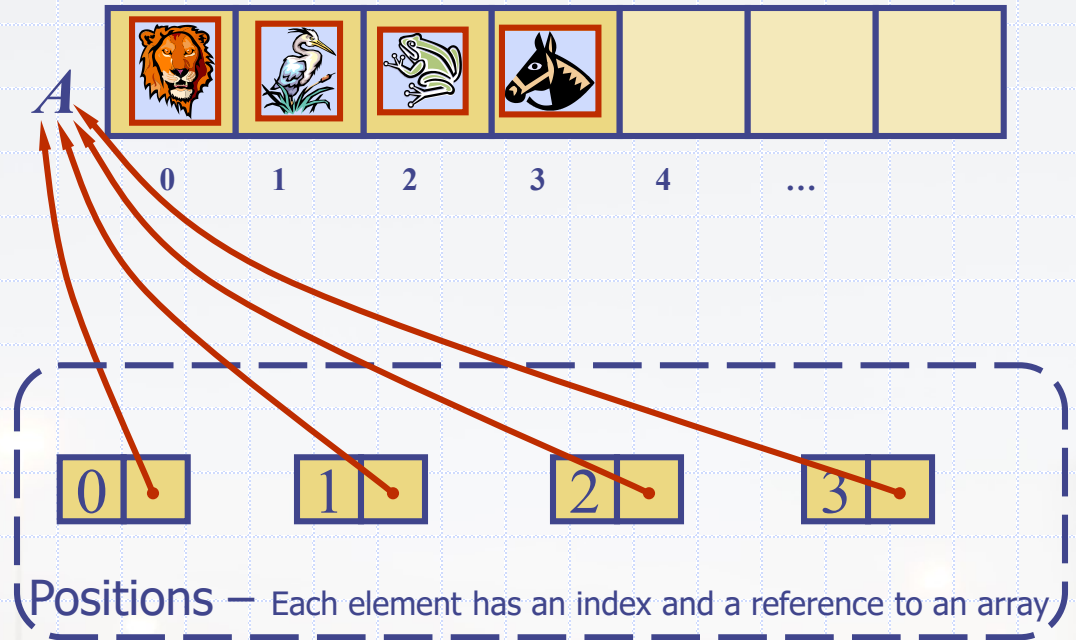 A
0 1 2 3 4 ...
0 1 2 3
Positions – Each element has an index and a reference to an array